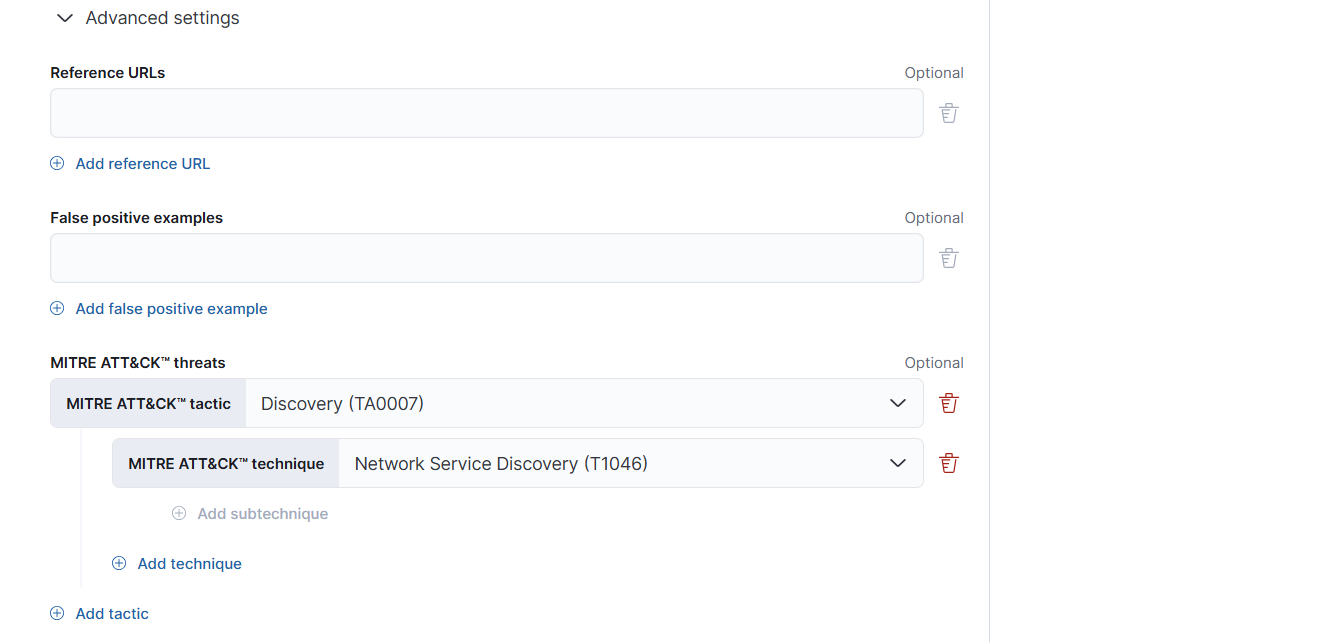 Advanced settings
Reference URLs Optional
Add reference URL
False positive examples Optional
Add false positive example
MITRE ATT&CK™ threats Optional
MITRE ATT&CK™ tactic Discovery (TA0007)
MITRE ATT&CK™ technique Network Service Discovery (T1046)
Add subtechnique
Add technique
Add tactic